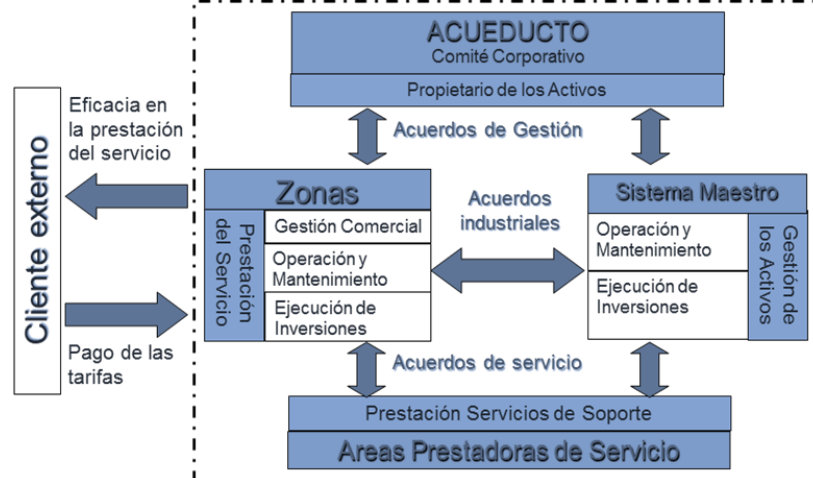 ACUEDUCTO
Comité Corporativo
Propietario de los Activos
Acuerdos de Gestión
Cliente externo
Eficacia en
la prestación
del servicio
Pago de las
tarifas
Zonas
Prestación
del Servicio
Gestión Comercial
Operación y
Mantenimiento
Ejecución de
Inversiones
Acuerdos
industriales
Sistema Maestro
Operación y
Mantenimiento
Ejecución de
Inversiones
Gestión de
los Activos
Acuerdos de servicio
Prestación Servicios de Soporte
Areas Prestadoras de Servicio